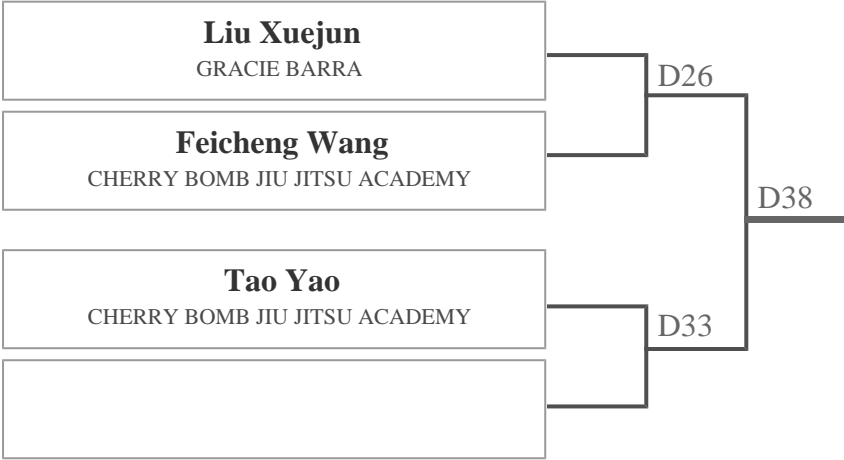 Liu Xuejun
GRACIE BARRA
D26
Feicheng Wang
CHERRY BOMB JIU JITSU ACADEMY
D38
Tao Yao
CHERRY BOMB JIU JITSU ACADEMY
D33